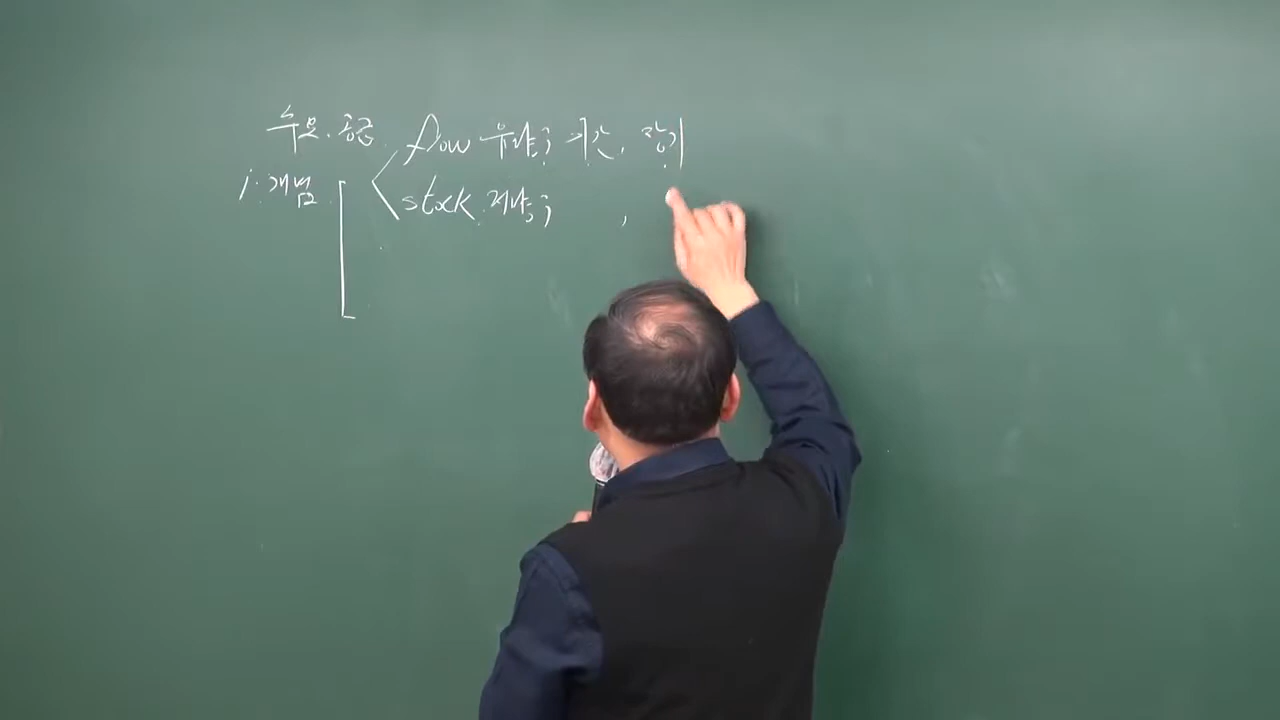 수요.공급 flow 유량; 기간, 장기
1. 개념 stock 저량;   ,